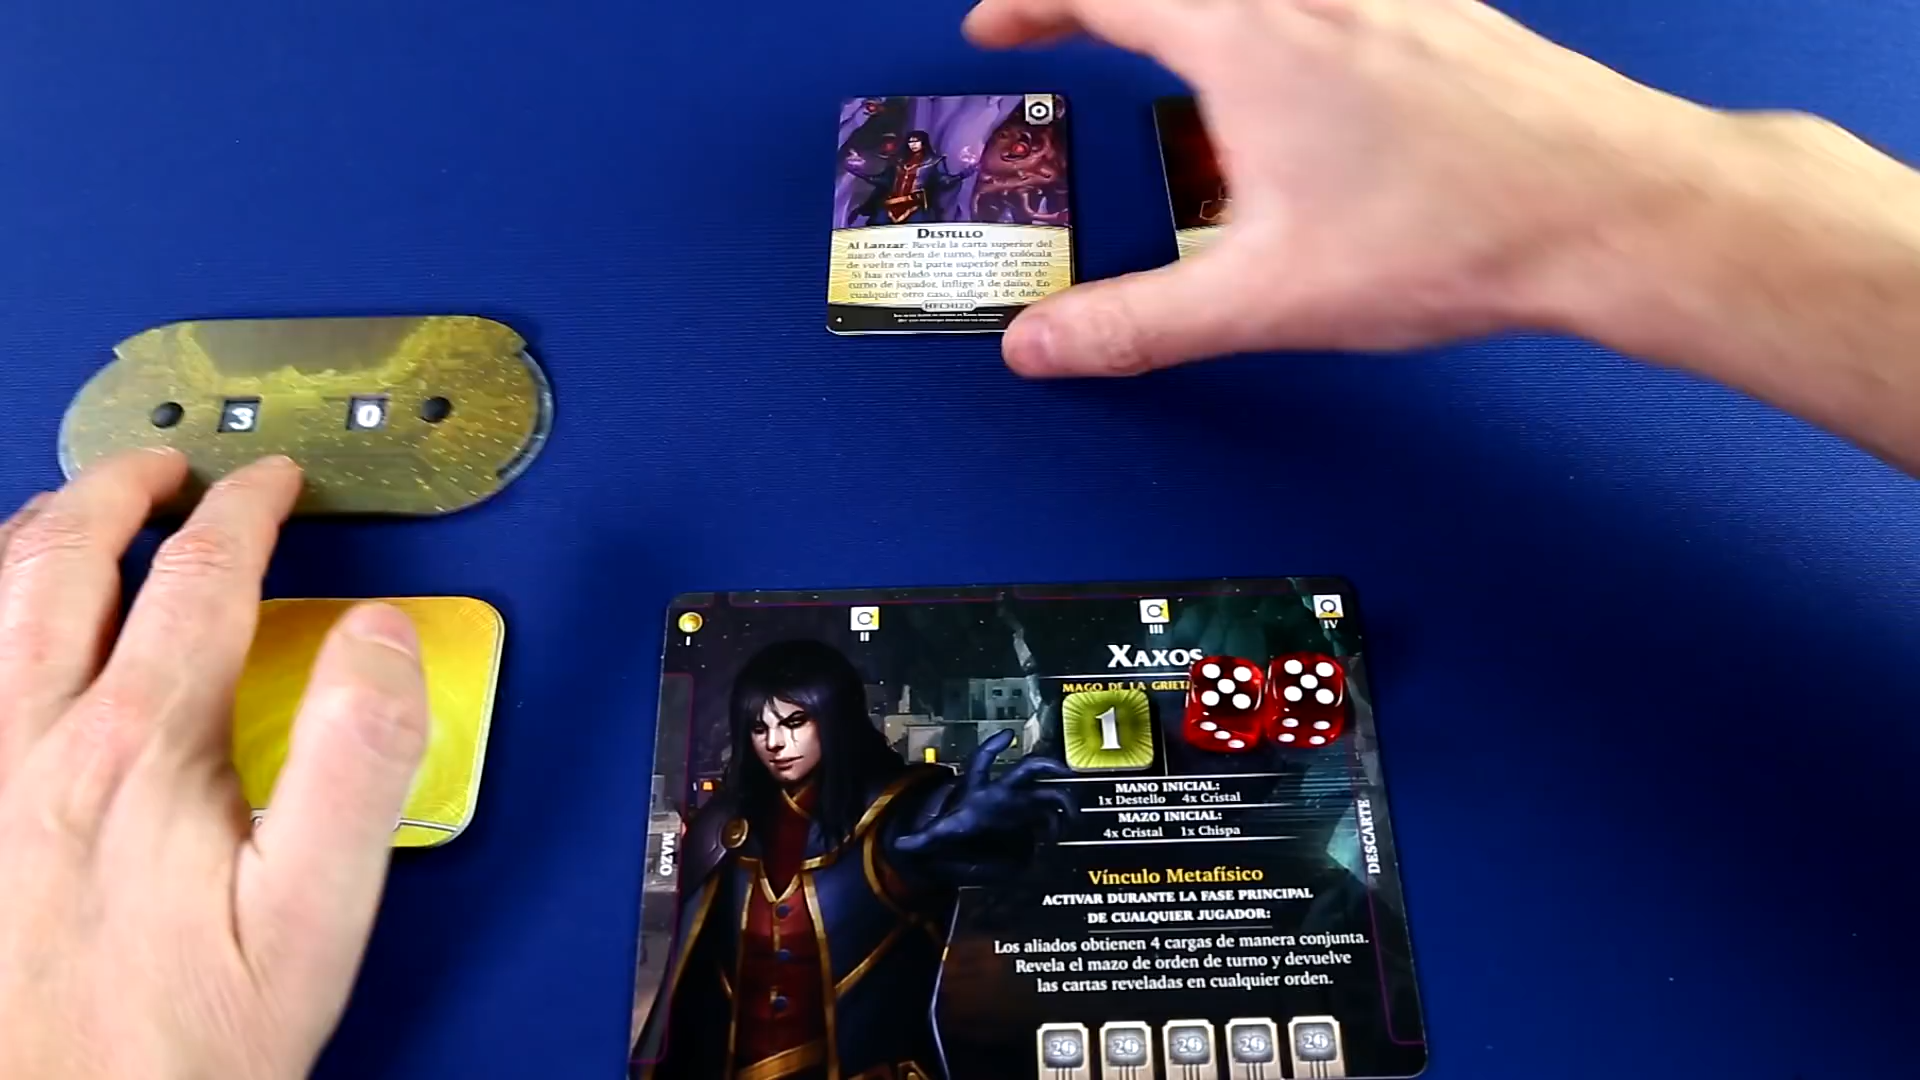 DESTELLO
Al Lanzar: Revela la carta superior del
mazo de orden de turno, luego colócala
de vuelta en la parte superior del mazo.
Si has revelado una carta de orden de
turno de jugador, inflige 3 de daño. En
cualquier otro caso, inflige 1 de daño.
HECHIZO
4
3 0
I
II
III
IV
XAXOS
MAGO DE LA
1
MANO INICIAL:
1x Destello 4x Cristal
MAZO INICIAL:
4x Cristal 1x Chispa
MAZO
DESCARTE
Vínculo Metafísico
ACTIVAR DURANTE LA FASE PRINCIPAL
DE CUALQUIER JUGADOR:
Los aliados obtienen 4 cargas de manera conjunta.
Revela el mazo de orden de turno y devuelve
las cartas reveladas en cualquier orden.